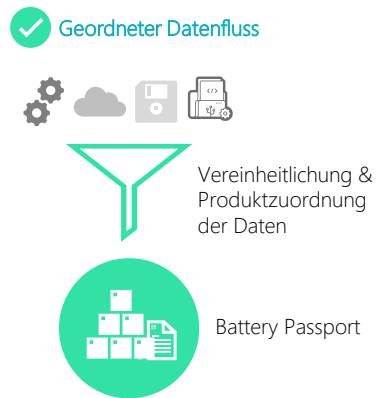 Geordneter Datenfluss
</>
Vereinheitlichung &
Produktzuordnung
der Daten
Battery Passport